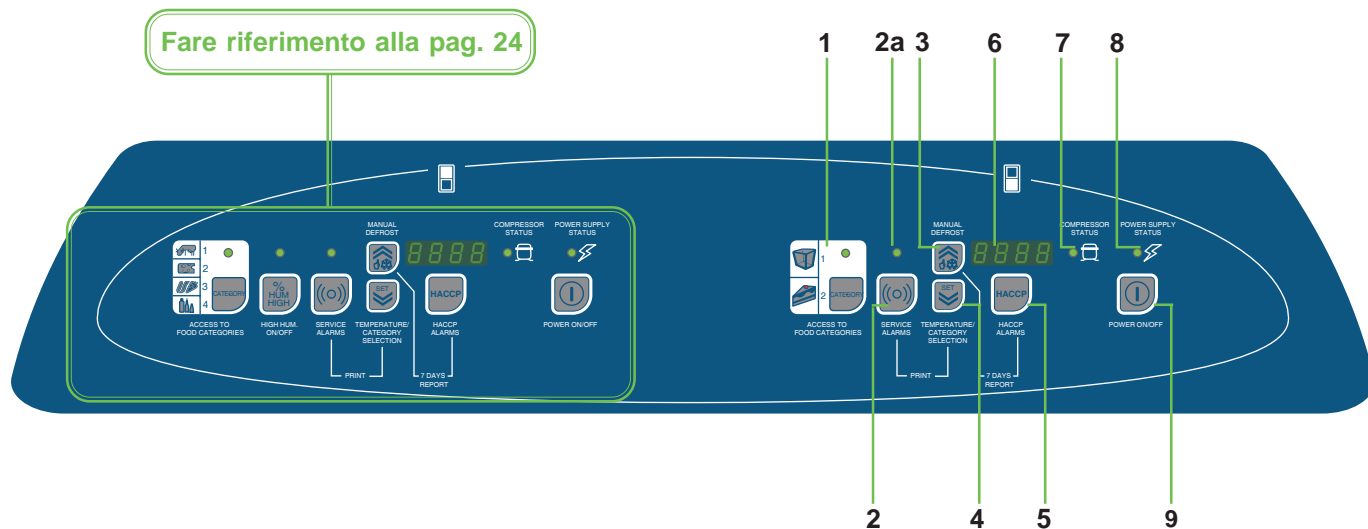 Fare riferimento alla pag. 24
1 2a 3 6 7 8
MANUAL
DEFROST
COMPRESSOR
STATUS
POWER SUPPLY
STATUS
1
2
3
4
CATEGORY
%
HUM
HIGH
SET
HACCP
ACCESS TO
FOOD CATEGORIES
HIGH HUM.
ON/OFF
SERVICE
ALARMS
TEMPERATURE/
CATEGORY
SELECTION
HACCP
ALARMS
POWER ON/OFF
PRINT
7 DAYS
REPORT
MANUAL
DEFROST
8888
COMPRESSOR
STATUS
POWER SUPPLY
STATUS
8888
1
2
CATEGORY
SET
HACCP
ACCESS TO
FOOD CATEGORIES
SERVICE
ALARMS
TEMPERATURE/
CATEGORY
SELECTION
HACCP
ALARMS
POWER ON/OFF
PRINT
7 DAYS
REPORT
2 4 5 9